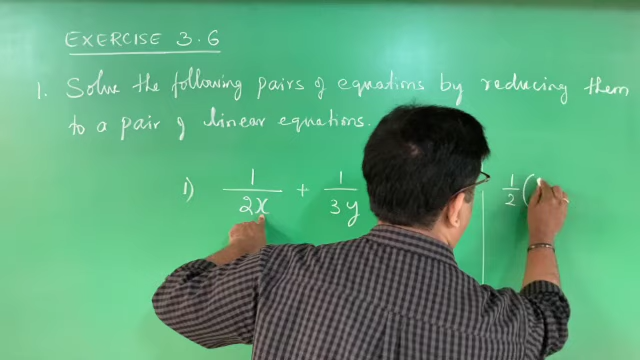 EXERCISE 3.6
1. Solve the following pairs of equations by reducing them
to a pair of linear equations.
1) 1/2x + 1/3y
1/2 (